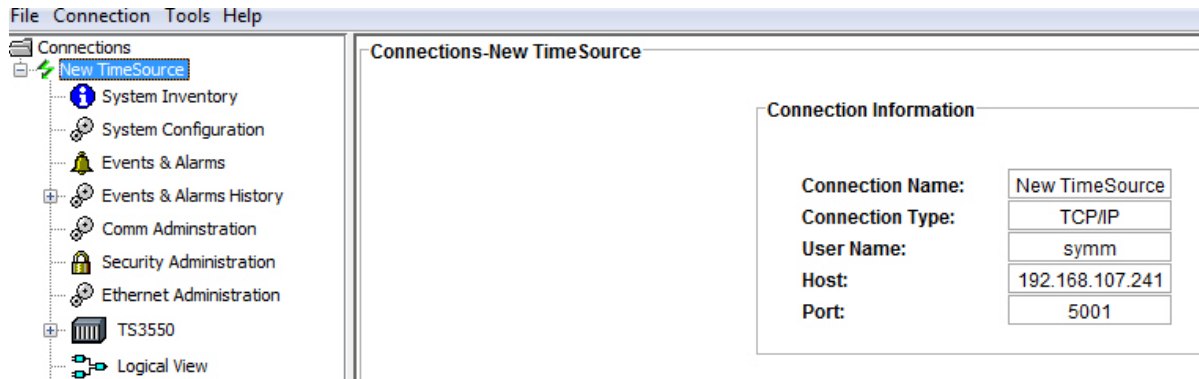 File Connection Tools Help
Connections
New TimeSource
System Inventory
System Configuration
Events & Alarms
Events & Alarms History
Comm Adminstration
Security Administration
Ethernet Administration
TS3550
Logical View
Connections-New TimeSource
Connection Information
Connection Name: New TimeSource
Connection Type: TCP/IP
User Name: symm
Host: 192.168.107.241
Port: 5001